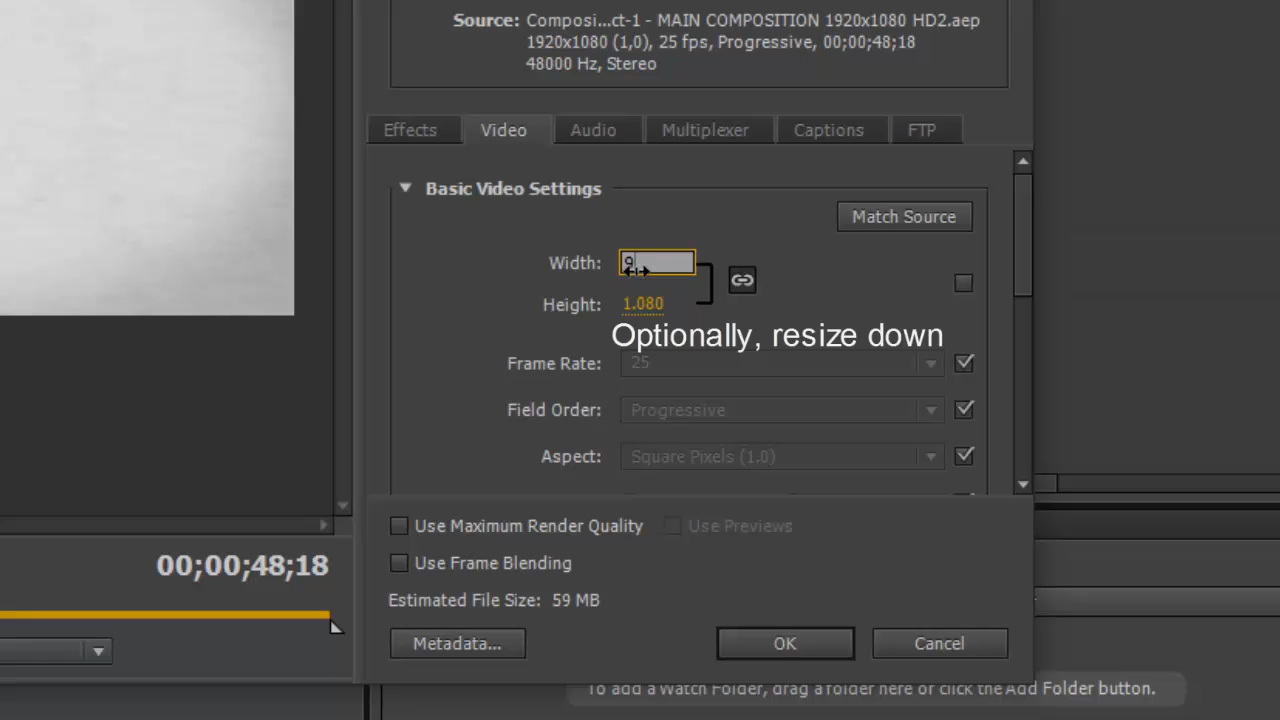 Source: Composi...ct-1 - MAIN COMPOSITION 1920x1080 HD2.aep
1920x1080 (1,0), 25 fps, Progressive, 00;00;48;18
48000 Hz, Stereo
Effects Video Audio Multiplexer Captions FTP
Basic Video Settings
Match Source
Width: 9
Height: 1.080
Optionally, resize down
Frame Rate: 25
Field Order: Progressive
Aspect: Square Pixels (1.0)
Use Maximum Render Quality Use Previews
00;00;48;18
Use Frame Blending
Estimated File Size: 59 MB
Metadata... OK Cancel
To add a Watch Folder, drag a folder here or click the Add Folder button.